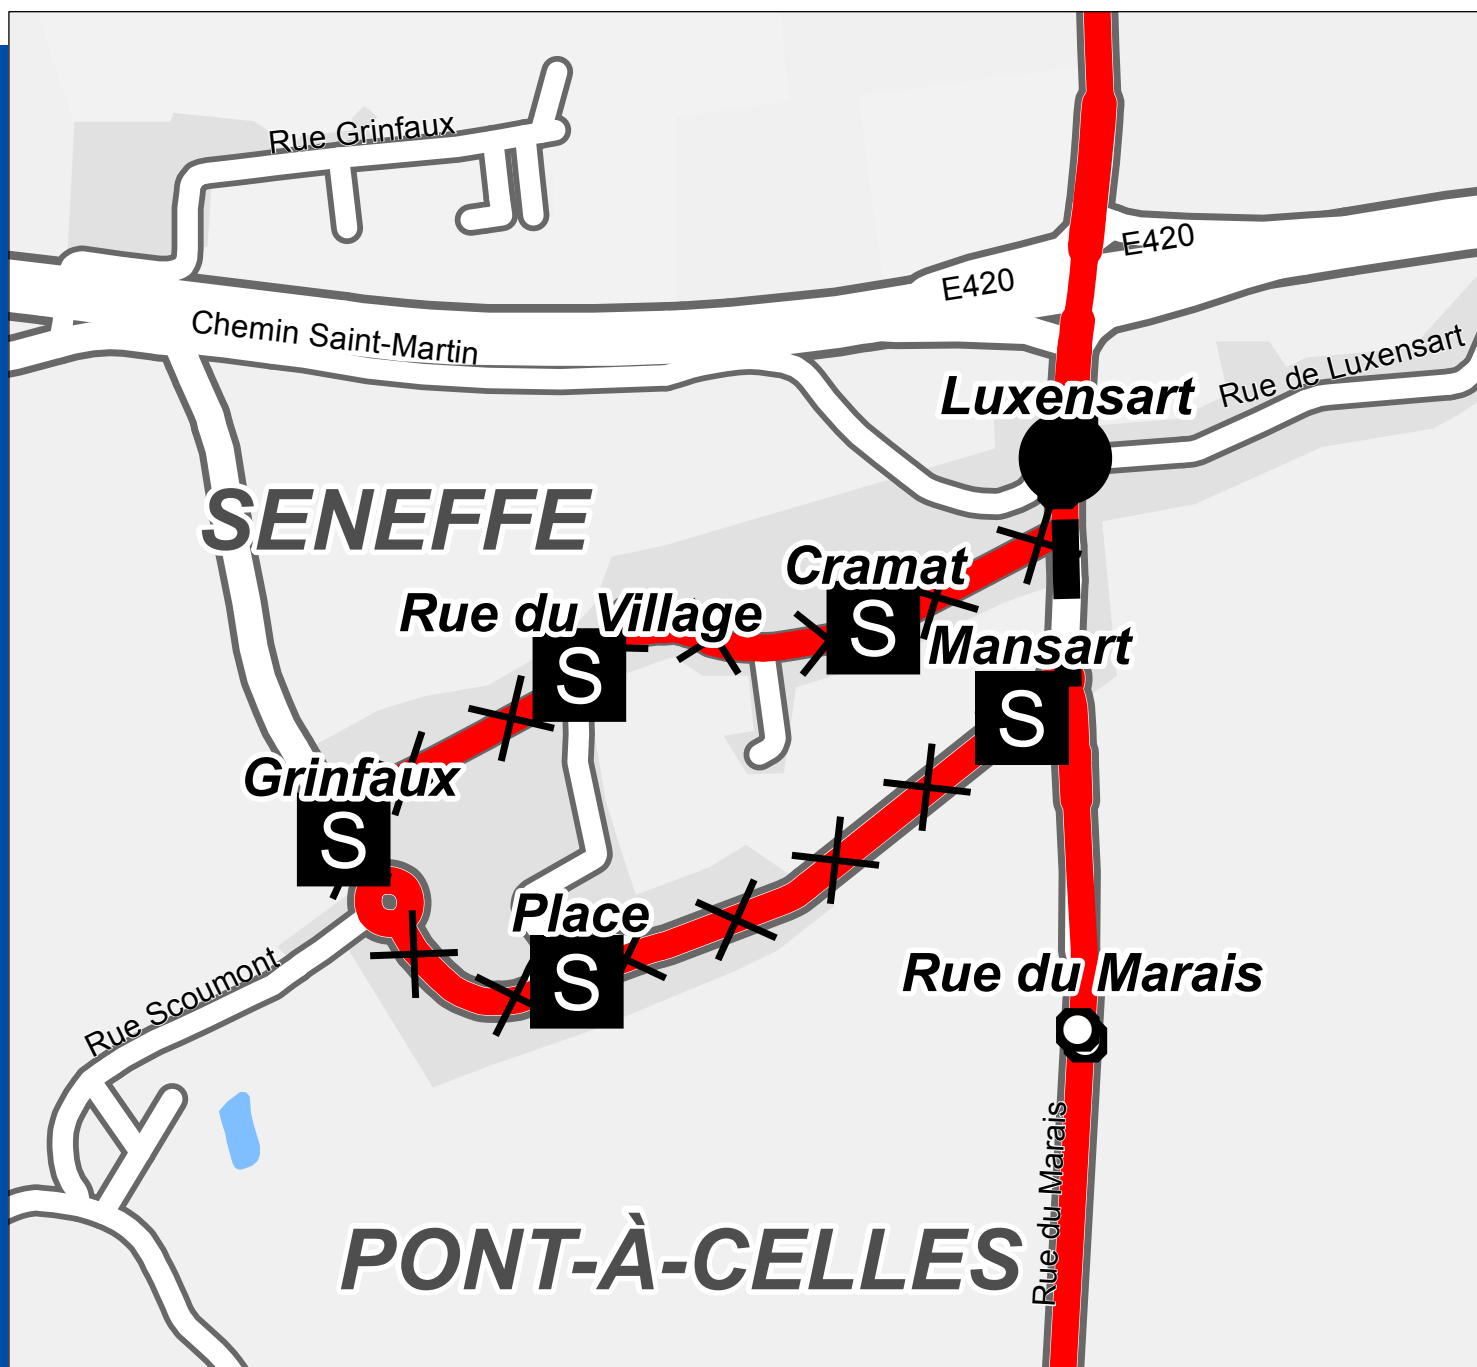 Rue Grinfaux
E420
E420
Chemin Saint-Martin
Rue de Luxensart
Luxensart
SENEFFE
Cramat
S
Rue du Village
S
Mansart
S
Grinfaux
S
Place
S
Rue Scoumont
Rue du Marais
Rue du Marais
PONT-À-CELLES